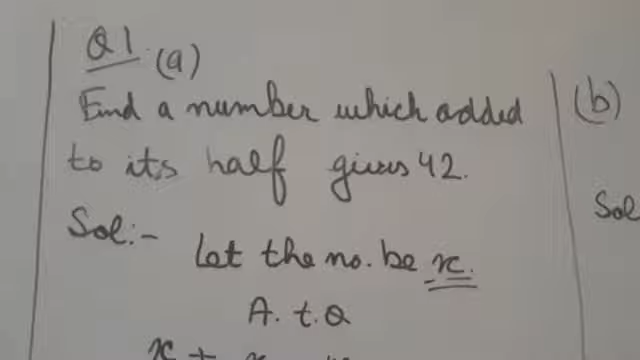 Q1. (a)
Find a number which added
to its half gives 42.
Sol:-
Let the no. be x.
A. t. Q
x + x
(b)
Sol